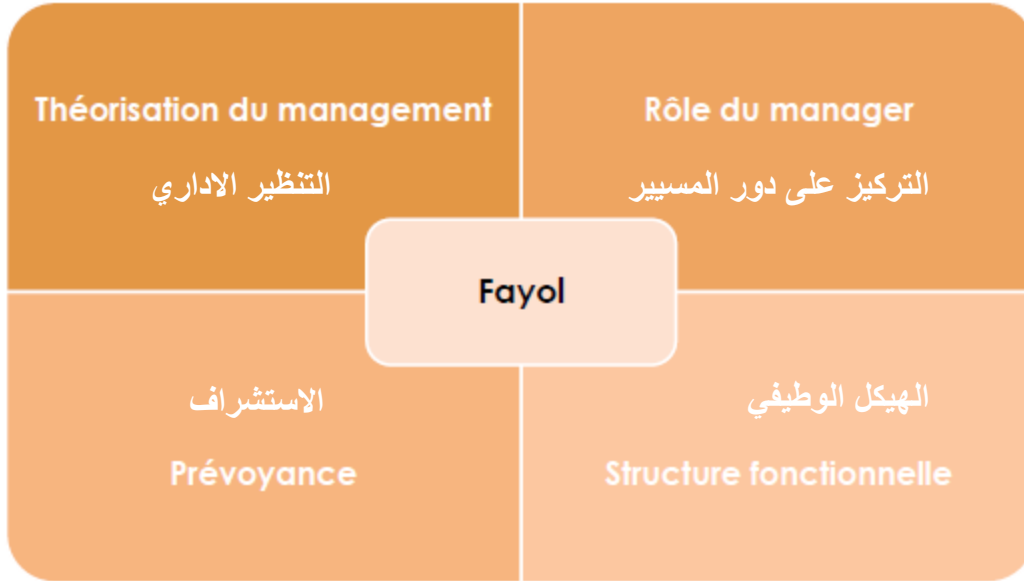 Théorisation du management
التنظير الاداري
Rôle du manager
التركيز على دور المسيير
Fayol
الاستشراف
Prévoyance
الهيكل الوظيفي
Structure fonctionnelle